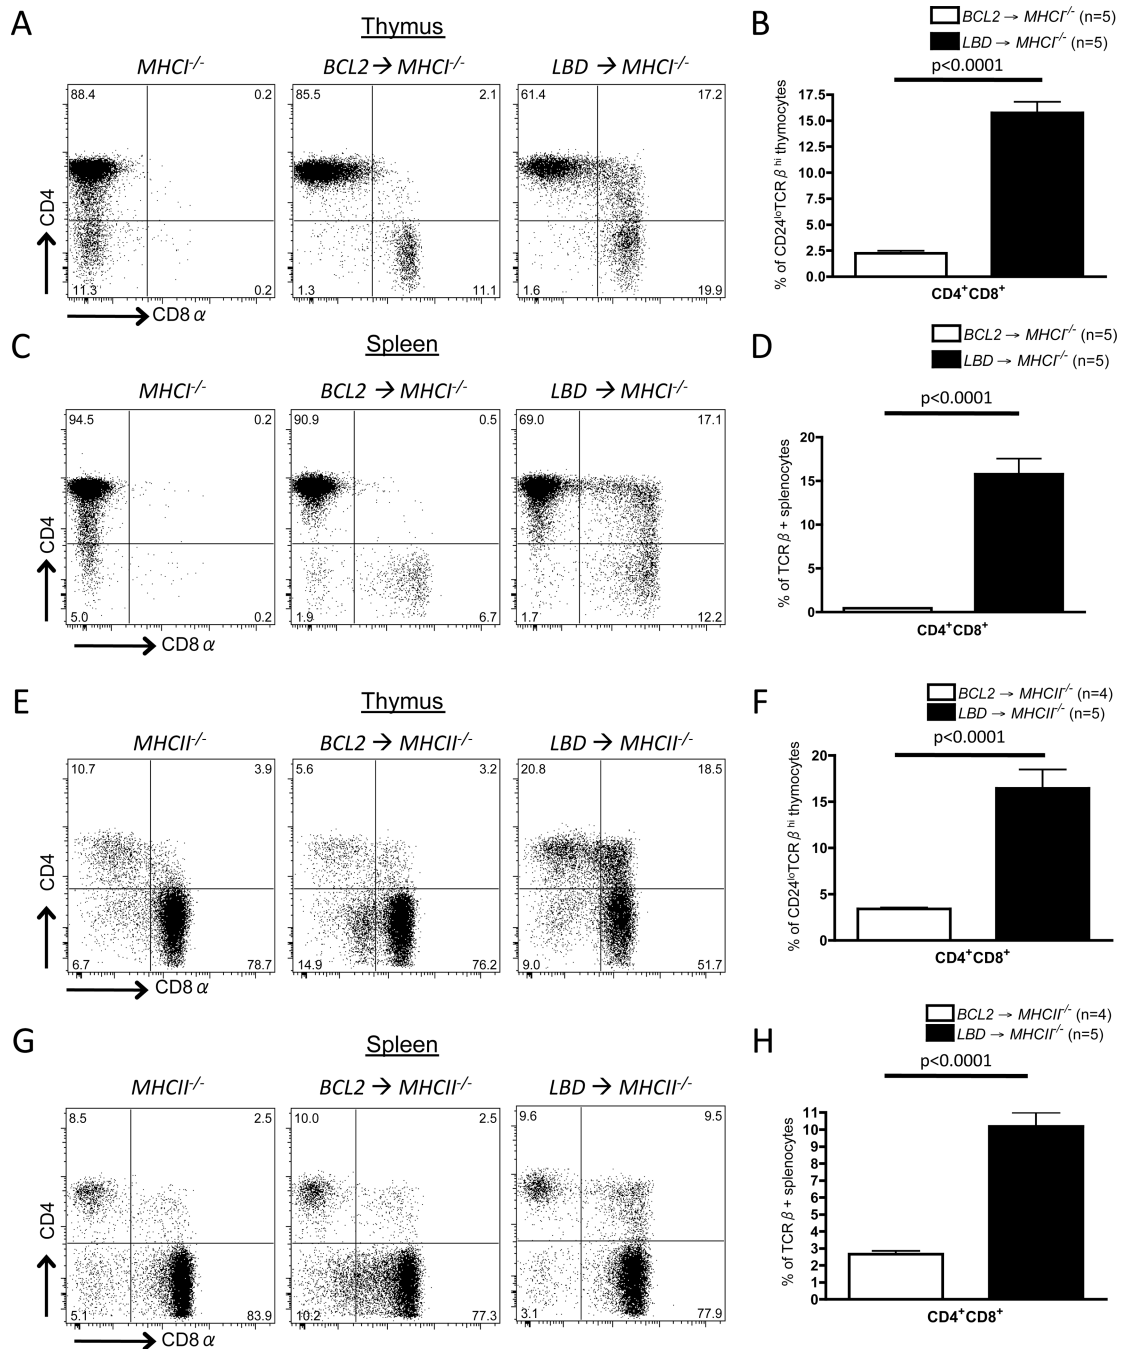 A
Thymus
MHCI-/-
BCL2 → MHCI-/-
LBD → MHCI-/-
88.4
0.2
11.3
0.2
85.5
2.1
1.3
11.1
61.4
17.2
1.6
19.9
CD4
CD8 α
B
BCL2 → MHCI-/- (n=5)
LBD → MHCI-/- (n=5)
p<0.0001
% of CD24loTCR β hi thymocytes
17.5
15.0
12.5
10.0
7.5
5.0
2.5
0.0
CD4+CD8+
C
Spleen
MHCI-/-
BCL2 → MHCI-/-
LBD → MHCI-/-
94.5
0.2
5.0
0.2
90.9
0.5
1.9
6.7
69.0
17.1
1.7
12.2
CD4
CD8 α
D
BCL2 → MHCI-/- (n=5)
LBD → MHCI-/- (n=5)
p<0.0001
% of TCR β + splenocytes
20
15
10
5
0
CD4+CD8+
E
Thymus
MHCII-/-
BCL2 → MHCII-/-
LBD → MHCII-/-
10.7
3.9
6.7
78.7
5.6
3.2
14.9
76.2
20.8
18.5
9.0
51.7
CD4
CD8 α
F
BCL2 → MHCII-/- (n=4)
LBD → MHCII-/- (n=5)
p<0.0001
% of CD24loTCR β hi thymocytes
20
15
10
5
0
CD4+CD8+
G
Spleen
MHCII-/-
BCL2 → MHCII-/-
LBD → MHCII-/-
8.5
2.5
5.1
83.9
10.0
2.5
10.2
77.3
9.6
9.5
3.1
77.9
CD4
CD8 α
H
BCL2 → MHCII-/- (n=4)
LBD → MHCII-/- (n=5)
p<0.0001
% of TCR β + splenocytes
11
10
9
8
7
6
5
4
3
2
1
0
CD4+CD8+